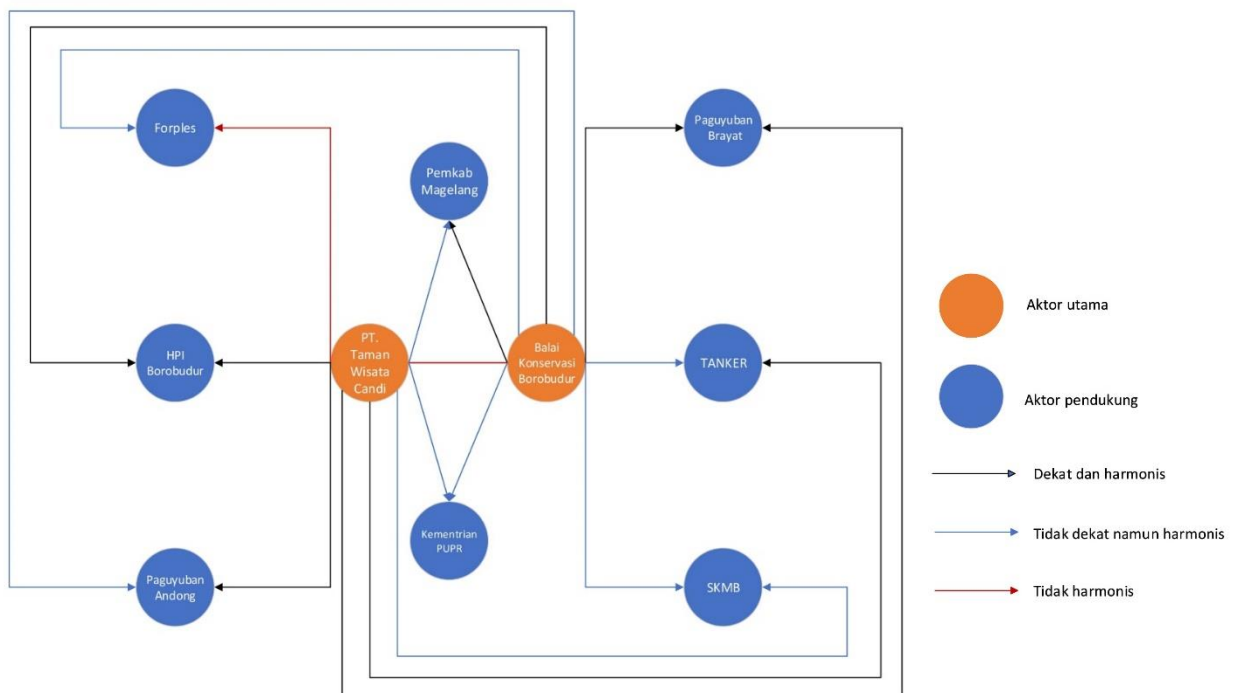 Forples
Paguyuban
Brayat
Pemkab
Magelang
HPI
Borobudur
PT.
Taman
Wisata
Candi
Balai
Konservasi
Borobudur
TANKER
Kementrian
PUPR
Paguyuban
Andong
SKMB
Aktor utama
Aktor pendukung
Dekat dan harmonis
Tidak dekat namun harmonis
Tidak harmonis